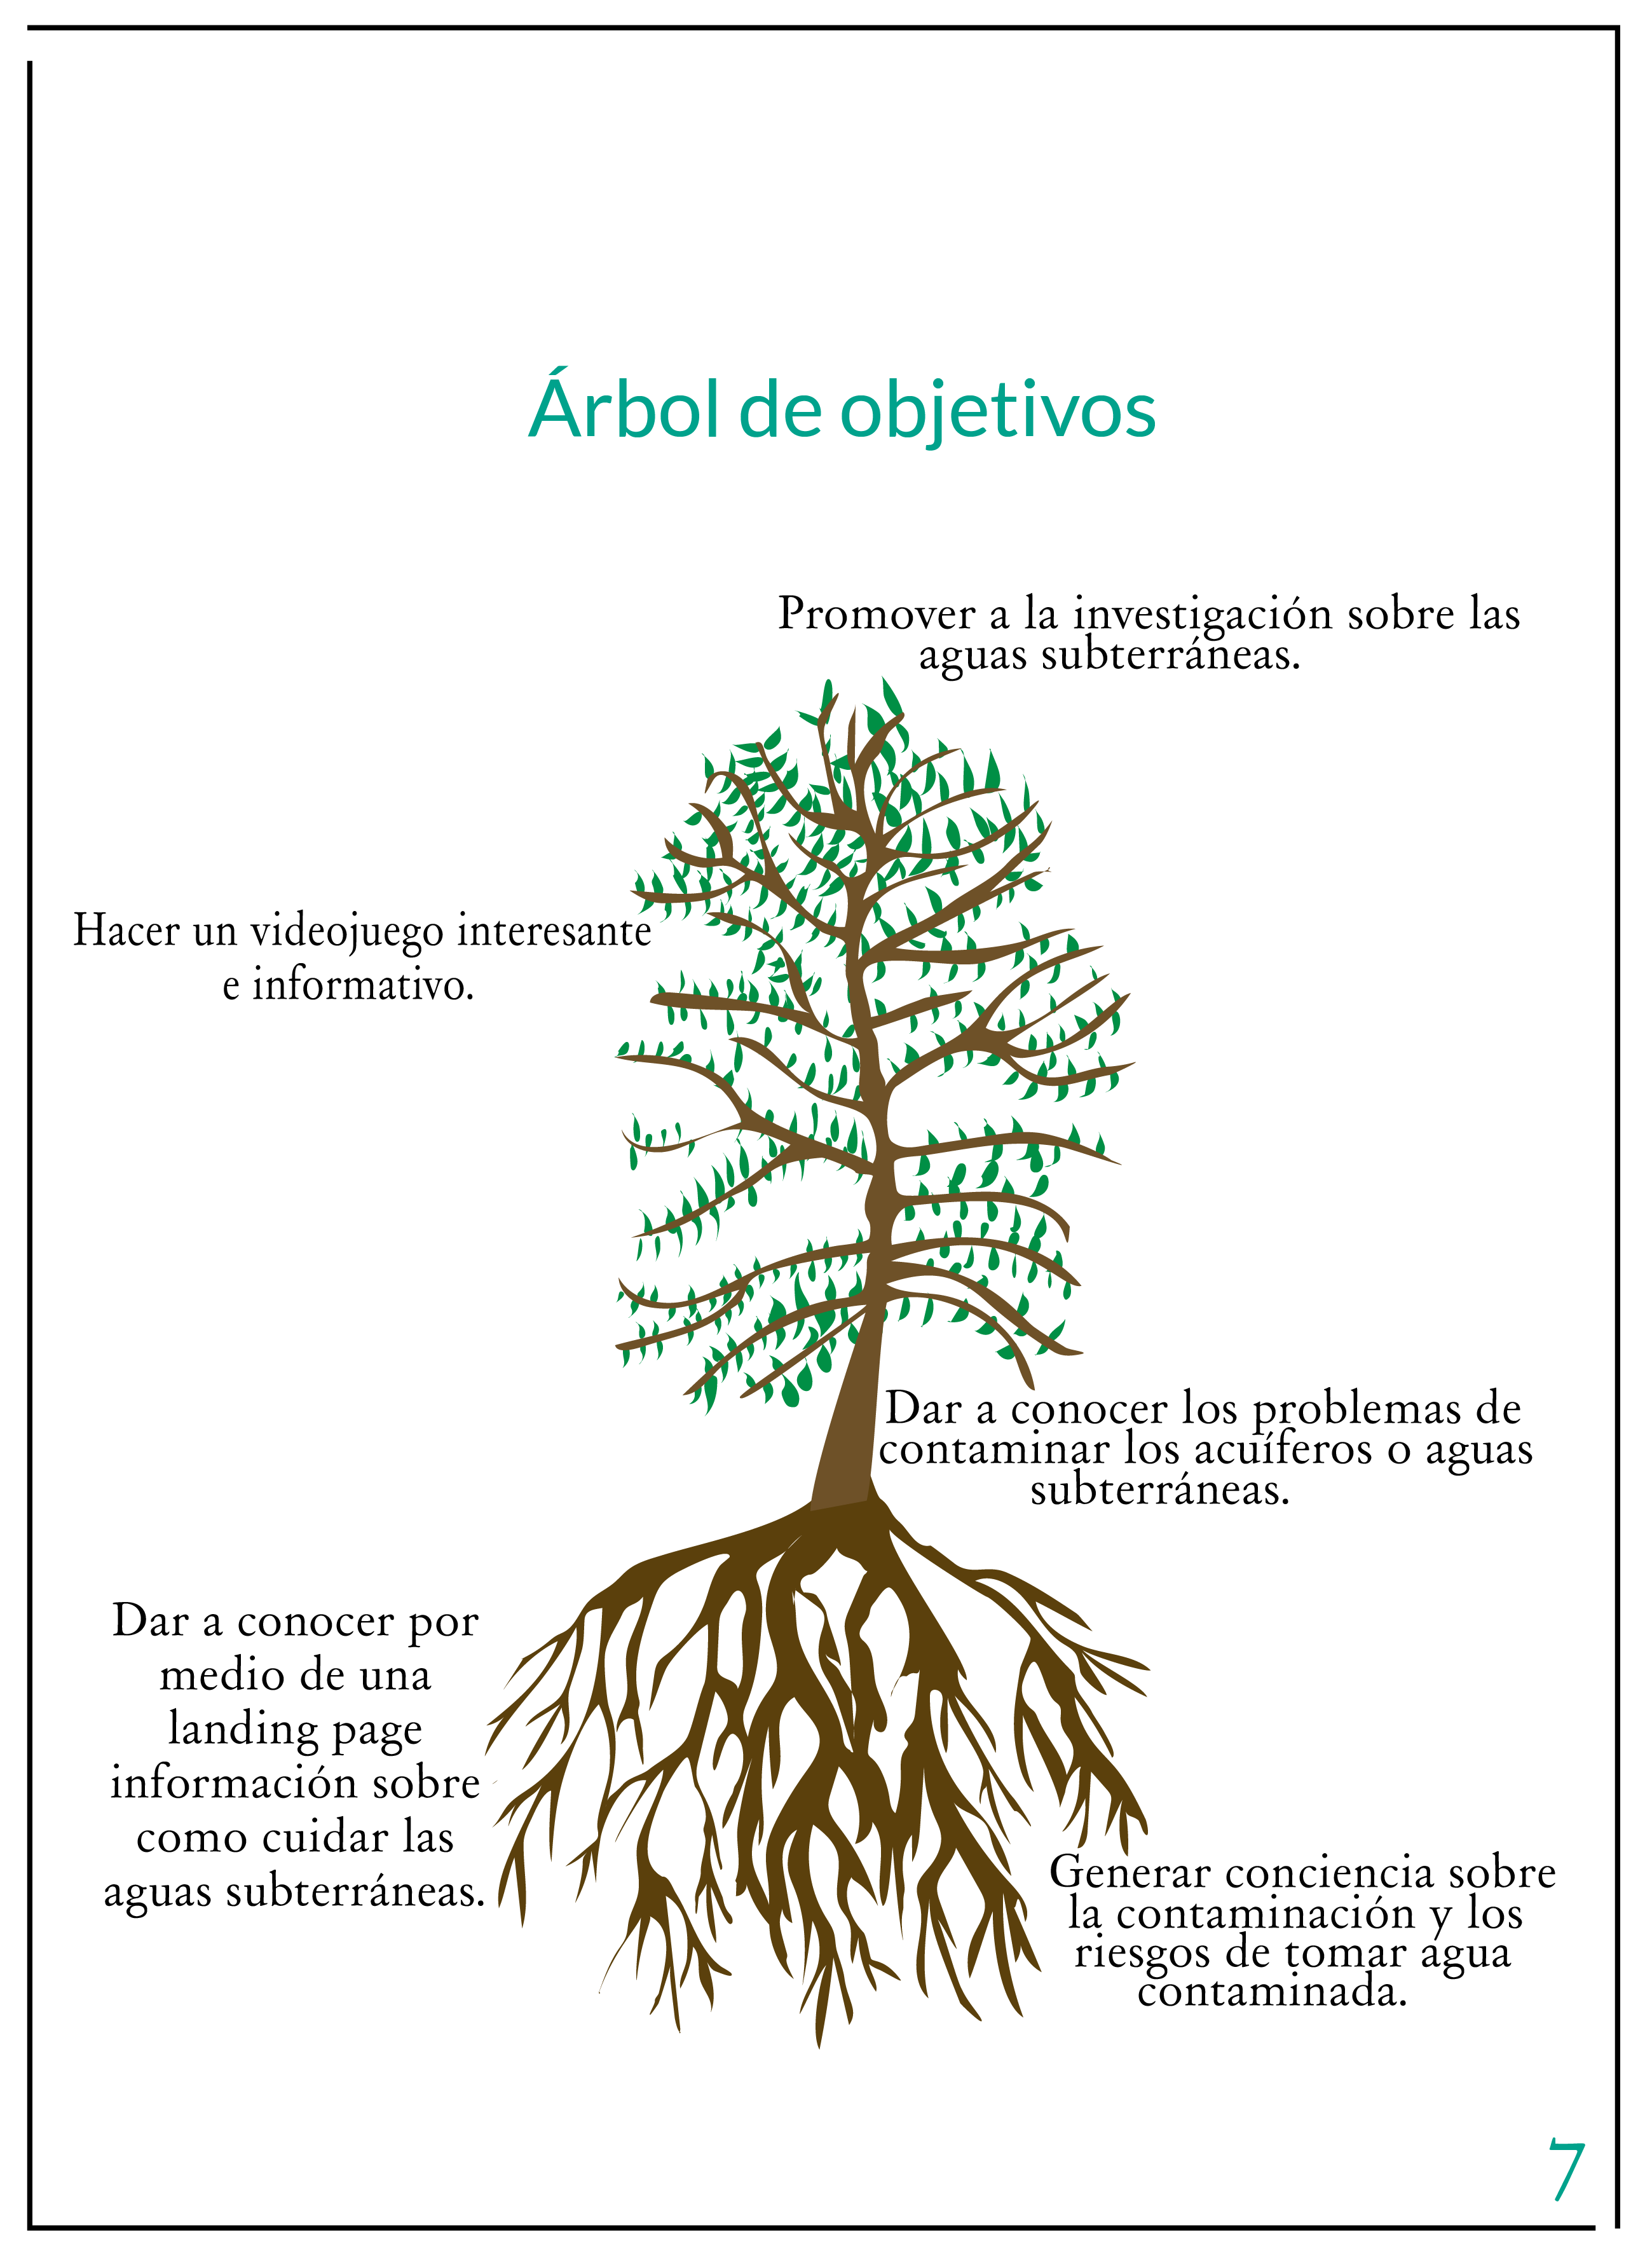 Árbol de objetivos
Promover a la investigación sobre las
aguas subterráneas.
Hacer un videojuego interesante
e informativo.
Dar a conocer los problemas de
contaminar los acuíferos o aguas
subterráneas.
Dar a conocer por
medio de una
landing page
información sobre
como cuidar las
aguas subterráneas.
Generar conciencia sobre
la contaminación y los
riesgos de tomar agua
contaminada.
7